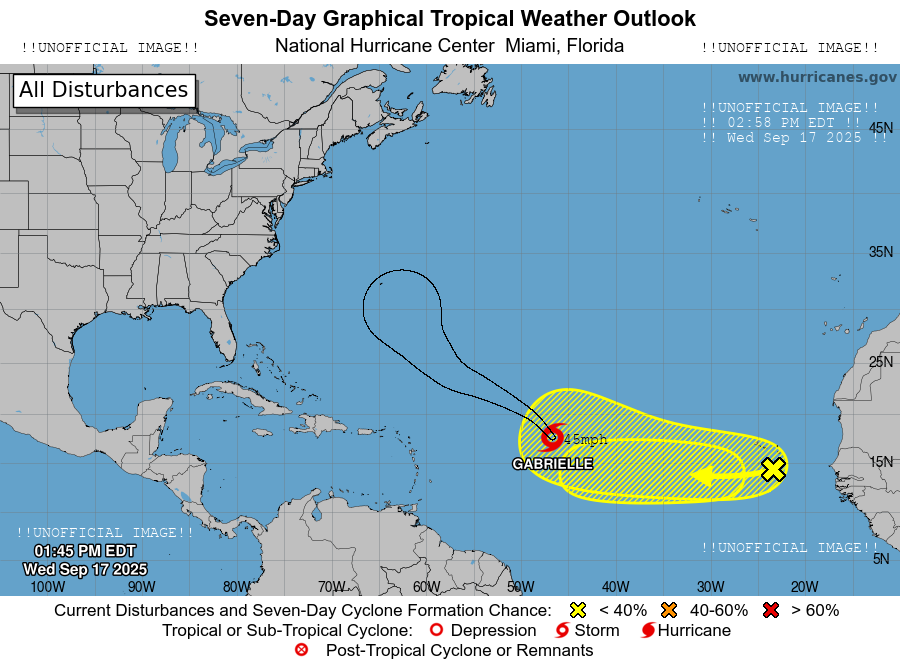 Seven-Day Graphical Tropical Weather Outlook
National Hurricane Center Miami, Florida
!!UNOFFICIAL IMAGE!!
!!UNOFFICIAL IMAGE!!
All Disturbances
www.hurricanes.gov
!!UNOFFICIAL IMAGE!!
!! 02:58 PM EDT !!
!! Wed Sep 17 2025 !!
45N
35N
25N
45mph
GABRIELLE
15N
!!UNOFFICIAL IMAGE!!
01:45 PM EDT
Wed Sep 17 2025
!!UNOFFICIAL IMAGE!!
5N
100W 90W 80W 70W 60W 50W 40W 30W 20W
Current Disturbances and Seven-Day Cyclone Formation Chance: < 40% 40-60% > 60%
Tropical or Sub-Tropical Cyclone: Depression Storm Hurricane
Post-Tropical Cyclone or Remnants